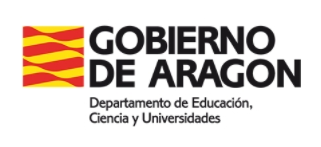 GOBIERNO
DE ARAGON
Departamento de Educación,
Ciencia y Universidades